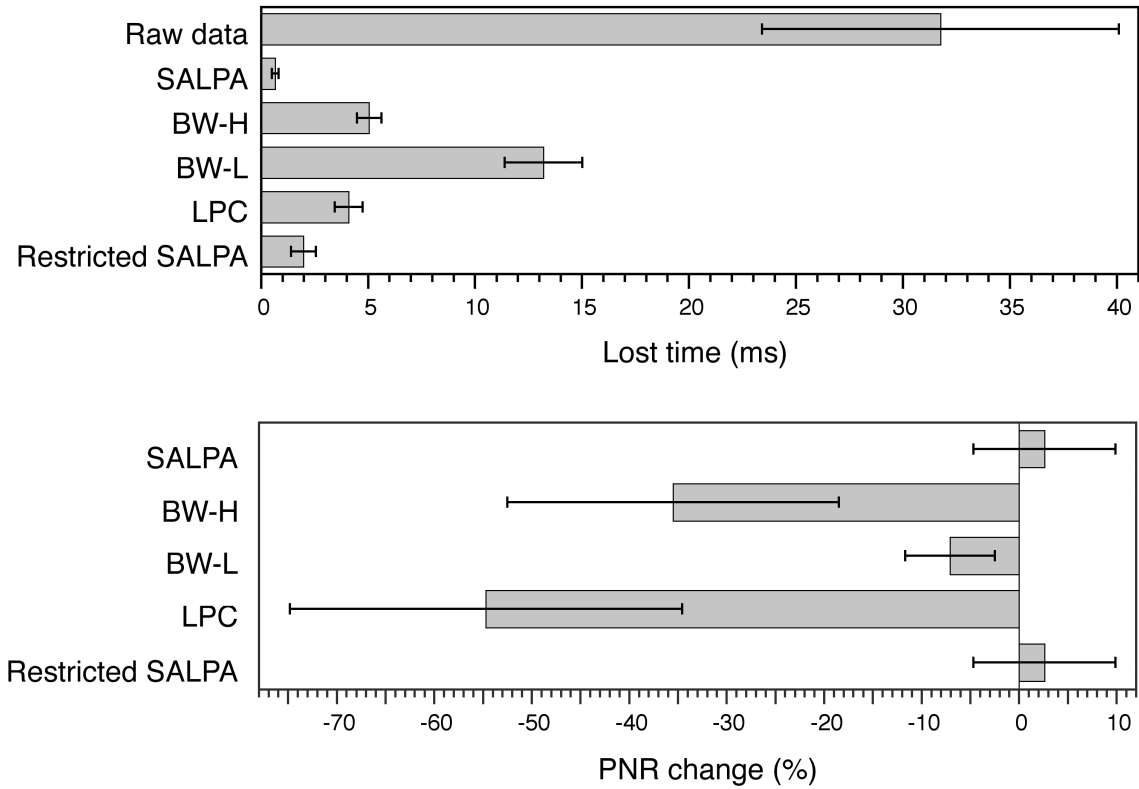 Raw data
SALPA
BW-H
BW-L
LPC
Restricted SALPA
0 5 10 15 20 25 30 35 40
Lost time (ms)
SALPA
BW-H
BW-L
LPC
Restricted SALPA
-70 -60 -50 -40 -30 -20 -10 0 10
PNR change (%)